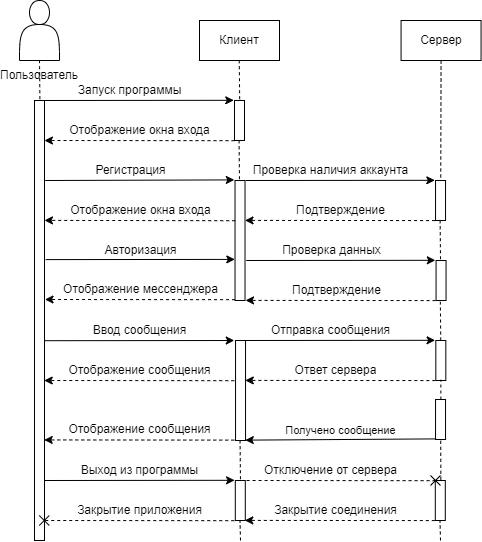 Пользователь
Клиент
Сервер
Запуск программы
Отображение окна входа
Регистрация
Проверка наличия аккаунта
Отображение окна входа
Подтверждение
Авторизация
Проверка данных
Отображение мессенджера
Подтверждение
Ввод сообщения
Отправка сообщения
Отображение сообщения
Ответ сервера
Отображение сообщения
Получено сообщение
Выход из программы
Отключение от сервера
Закрытие приложения
Закрытие соединения